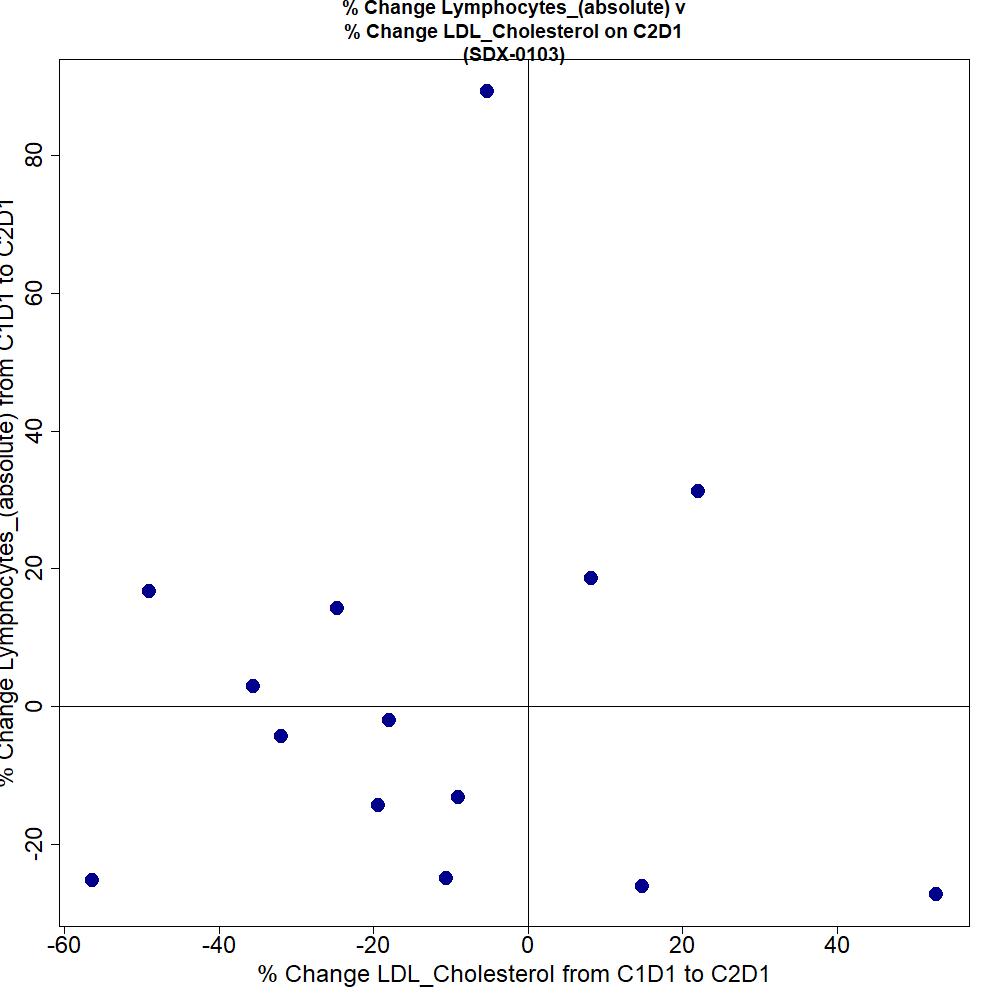 % Change Lymphocytes_(absolute) v
% Change LDL_Cholesterol on C2D1
(SDX-0103)
% Change Lymphocytes_(absolute) from C1D1 to C2D1
80
60
40
20
0
-20
-60
-40
-20
0
20
40
% Change LDL_Cholesterol from C1D1 to C2D1